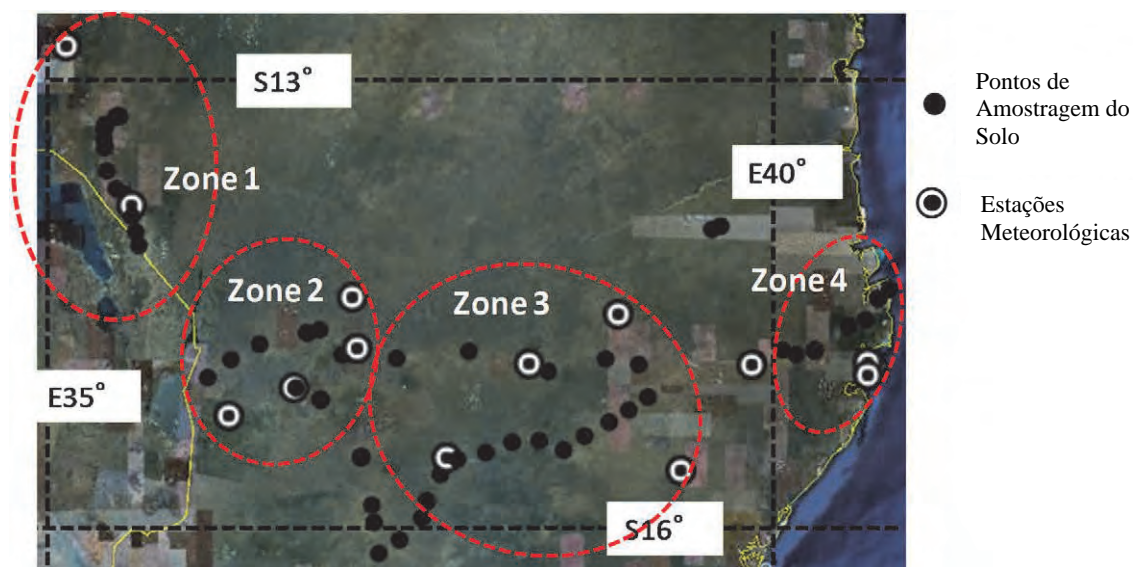 S13°
Zone 1
E40°
Zone 2
Zone 3
Zone 4
E35°
S16°
Pontos de
Amostragem do
Solo
Estações
Meteorológicas